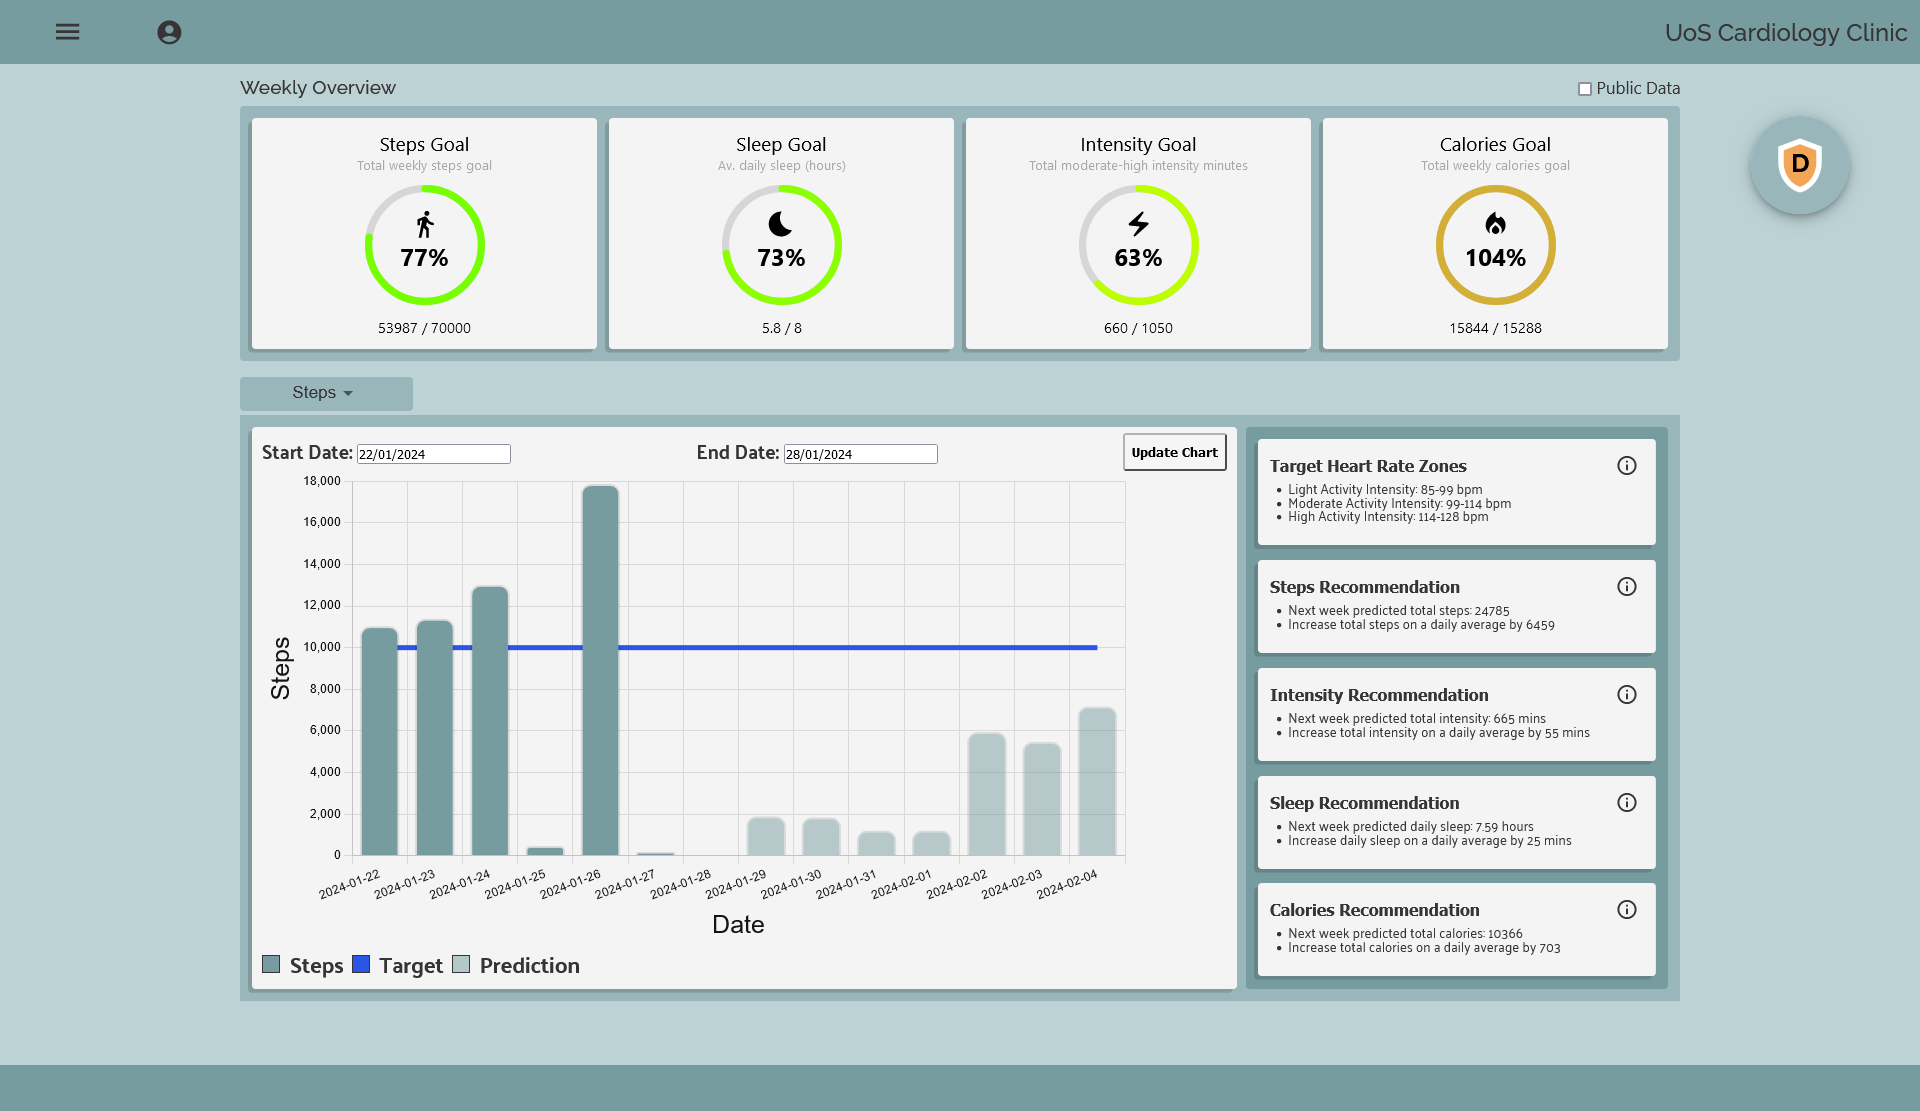 UoS Cardiology Clinic
Weekly Overview
Public Data
Steps Goal
Total weekly steps goal
77%
53987 / 70000
Sleep Goal
Av. daily sleep (hours)
73%
5.8 / 8
Intensity Goal
Total moderate-high intensity minutes
63%
660 / 1050
Calories Goal
Total weekly calories goal
104%
15844 / 15288
D
Steps
Start Date: 22/01/2024
End Date: 28/01/2024
Update Chart
18,000
16,000
14,000
12,000
10,000
8,000
6,000
4,000
2,000
0
Steps
2024-01-22
2024-01-23
2024-01-24
2024-01-25
2024-01-26
2024-01-27
2024-01-28
2024-01-29
2024-01-30
2024-01-31
2024-02-01
2024-02-02
2024-02-03
2024-02-04
Date
Steps Target Prediction
Target Heart Rate Zones
• Light Activity Intensity: 85-99 bpm
• Moderate Activity Intensity: 99-114 bpm
• High Activity Intensity: 114-128 bpm
Steps Recommendation
• Next week predicted total steps: 24785
• Increase total steps on a daily average by 6459
Intensity Recommendation
• Next week predicted total intensity: 665 mins
• Increase total intensity on a daily average by 55 mins
Sleep Recommendation
• Next week predicted daily sleep: 7.59 hours
• Increase daily sleep on a daily average by 25 mins
Calories Recommendation
• Next week predicted total calories: 10366
• Increase total calories on a daily average by 703